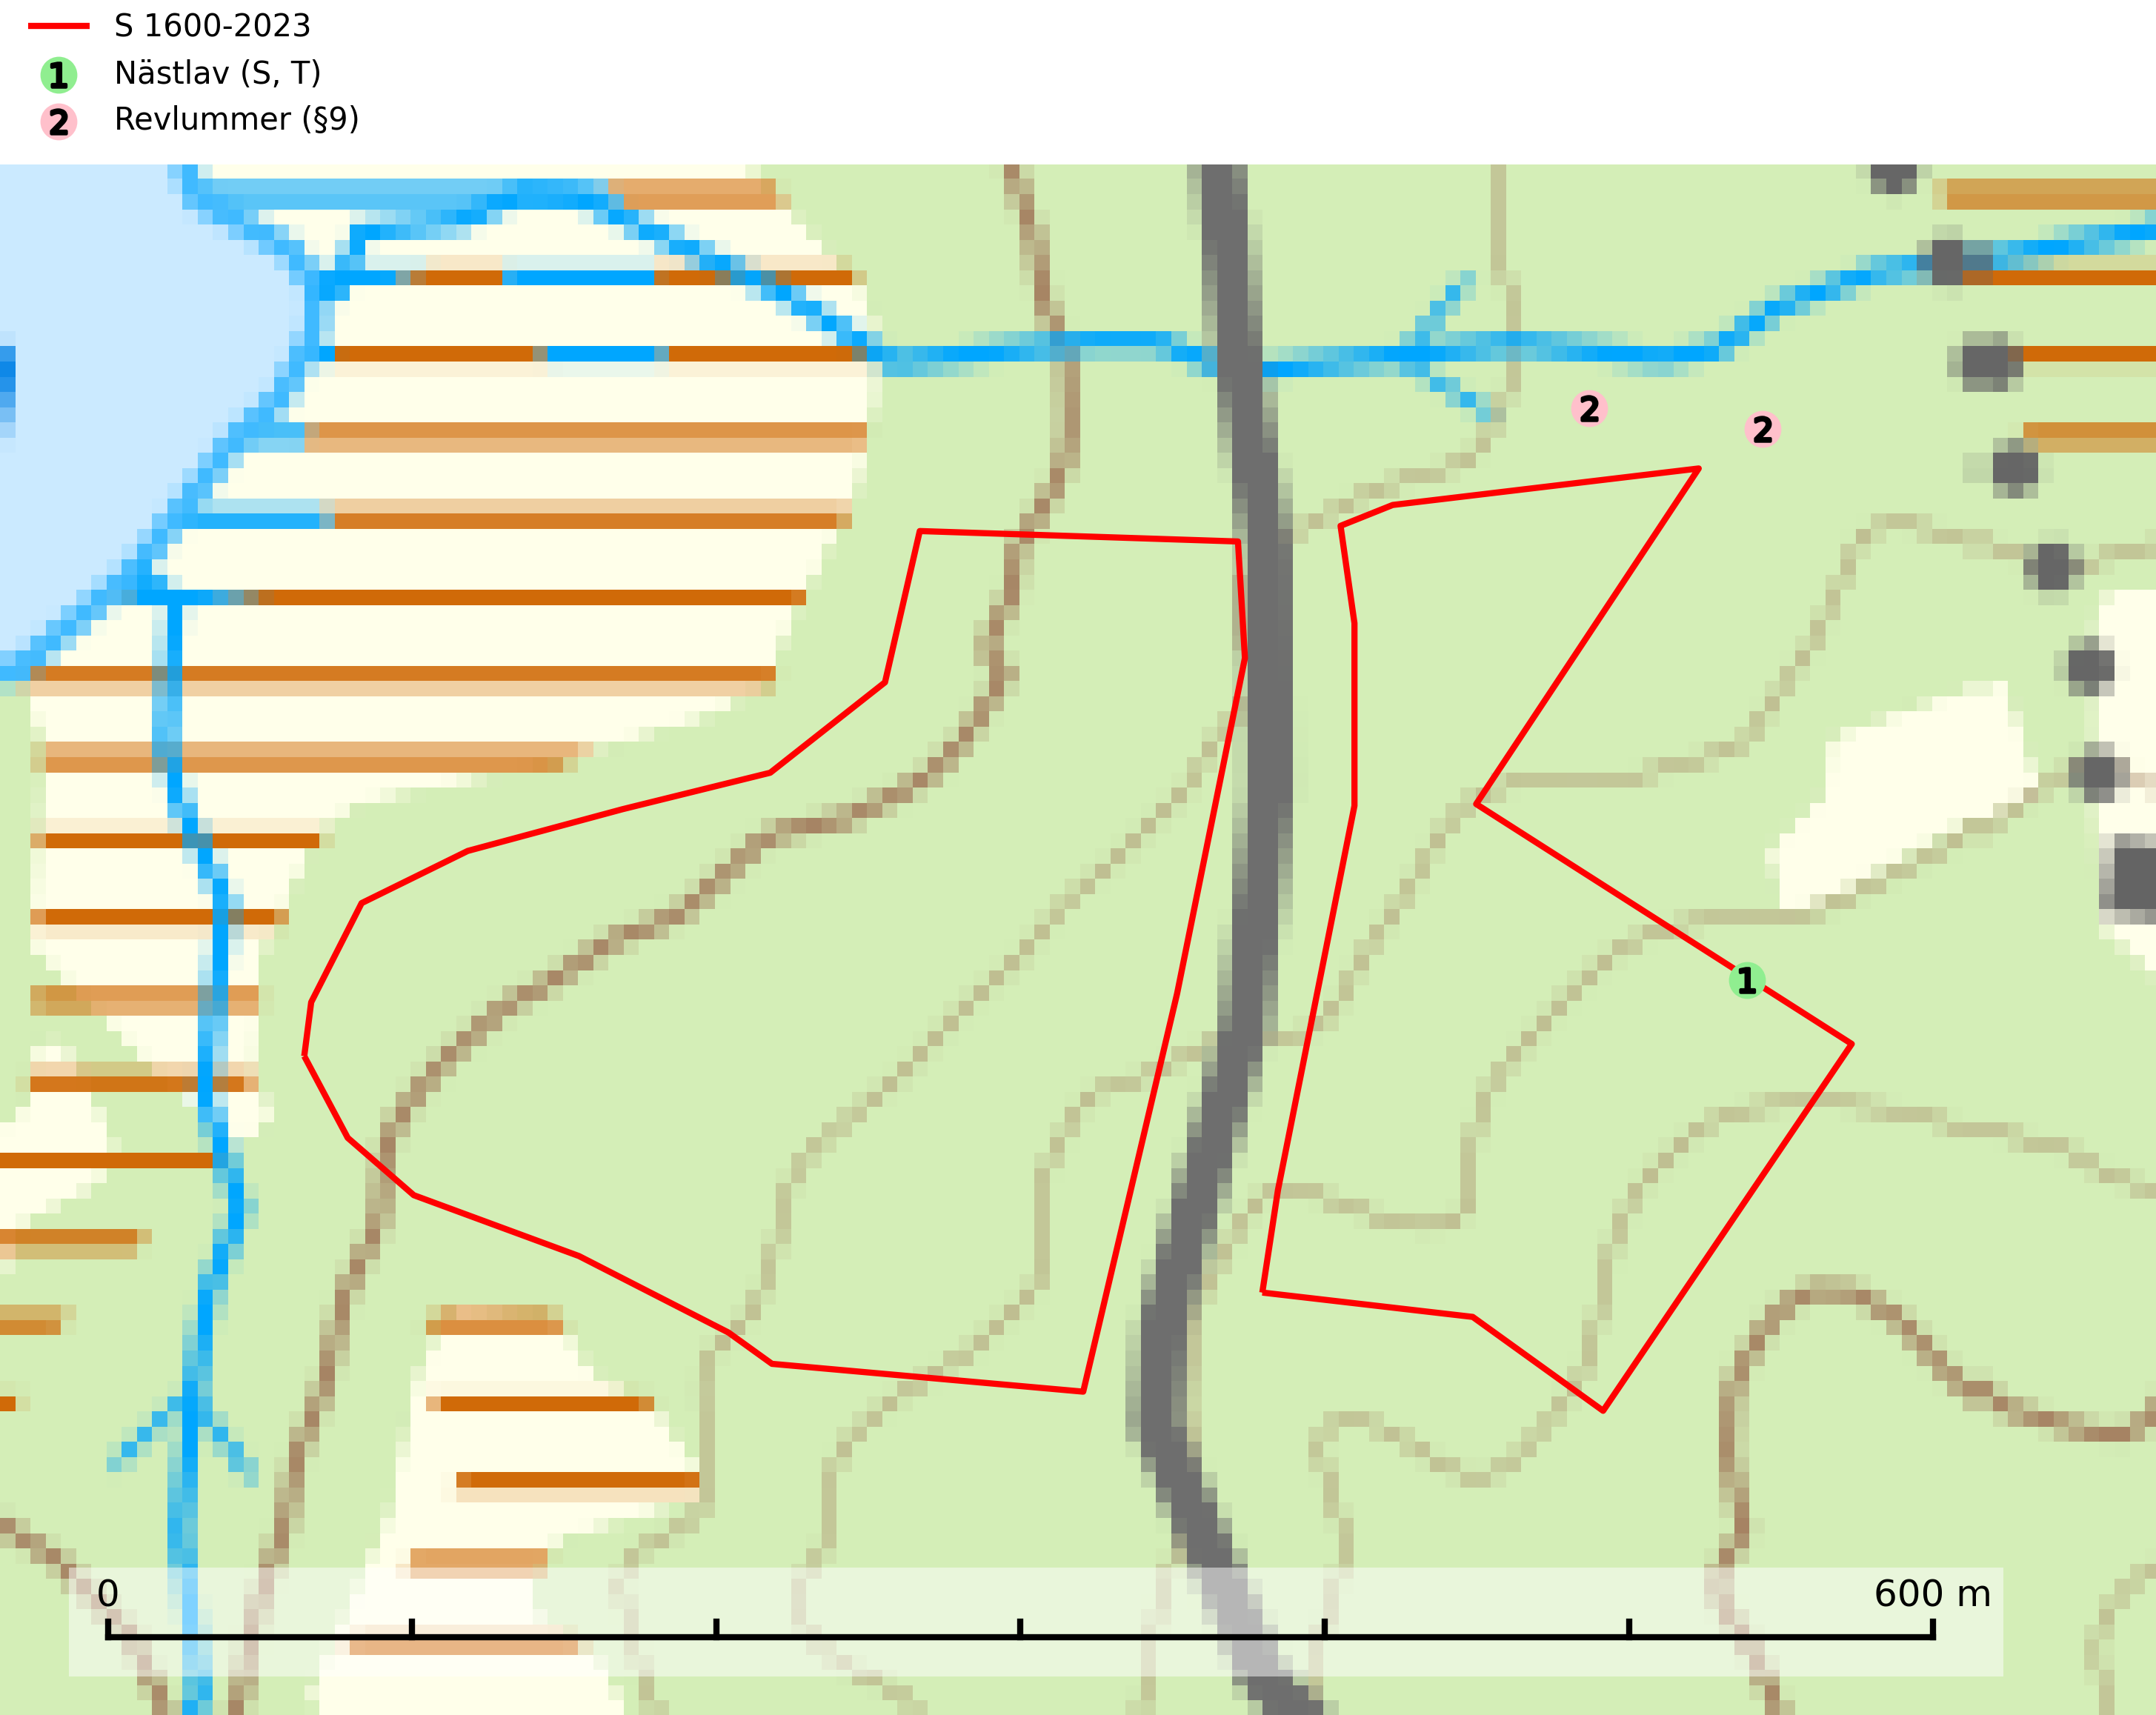 S 1600-2023
1 Nästlav (S, T)
2 Revlummer (§9)
2
2
1
0 600 m